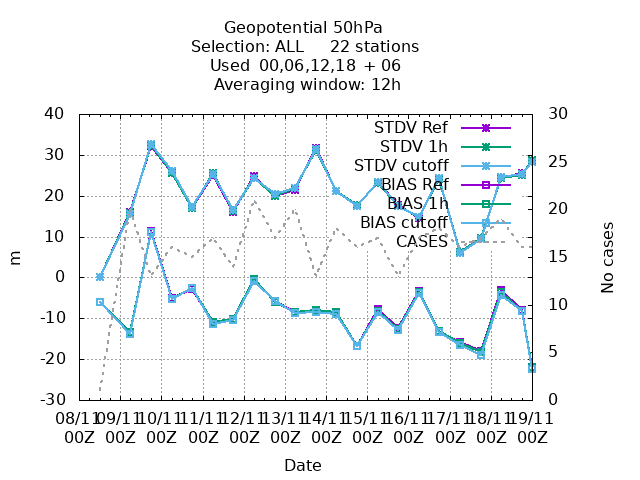 Geopotential 50hPa
Selection: ALL 22 stations
Used 00,06,12,18 + 06
Averaging window: 12h
40 30
STDV Ref
STDV 1h
STDV cutoff
BIAS Ref
BIAS 1h
BIAS cutoff
CASES
30
20
10
0
-10
-20
-30
25
20
15
10
5
0
m
No cases
08/11 09/11 10/11 11/11 12/11 13/11 14/11 15/11 16/11 17/11 18/11 19/11
00Z 00Z 00Z 00Z 00Z 00Z 00Z 00Z 00Z 00Z 00Z 00Z
Date